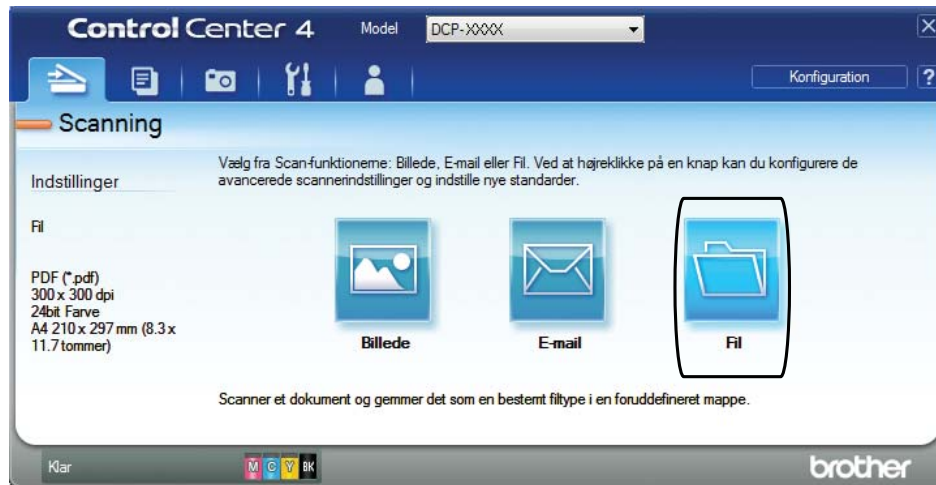 Control Center 4
Model
DCP-XXXX
X
Konfiguration
?
Scanning
Indstillinger
Vælg fra Scan-funktionerne: Billede, E-mail eller Fil. Ved at højreklikke på en knap kan du konfigurere de
avancerede scannerindstillinger og indstille nye standarder.
Fil
PDF (*.pdf)
300 x 300 dpi
24bit Farve
A4 210 x 297 mm (8.3 x
11.7 tommer)
Billede
E-mail
Fil
Scanner et dokument og gemmer det som en bestemt filtype i en foruddefineret mappe.
Klar
M C Y BK
brother